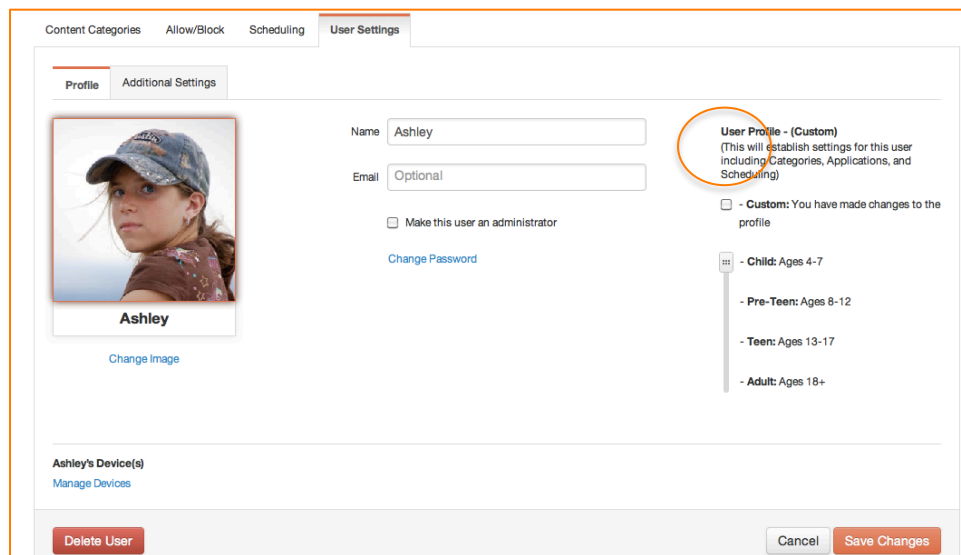 Content Categories Allow/Block Scheduling User Settings
Profile Additional Settings
Name Ashley
Email Optional
Make this user an administrator
Change Password
Ashley
Change Image
User Profile - (Custom)
(This will establish settings for this user
including Categories, Applications, and
Scheduling)
- Custom: You have made changes to the
profile
- Child: Ages 4-7
- Pre-Teen: Ages 8-12
- Teen: Ages 13-17
- Adult: Ages 18+
Ashley's Device(s)
Manage Devices
Delete User Cancel Save Changes